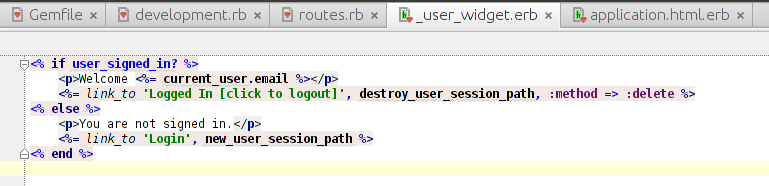 Gemfile development.rb routes.rb _user_widget.erb application.html.erb
<% if user_signed_in? %>
<p>Welcome <%= current_user.email %></p>
<%= link_to 'Logged In [click to logout]', destroy_user_session_path, :method => :delete %>
<% else %>
<p>You are not signed in.</p>
<%= link_to 'Login', new_user_session_path %>
<% end %>